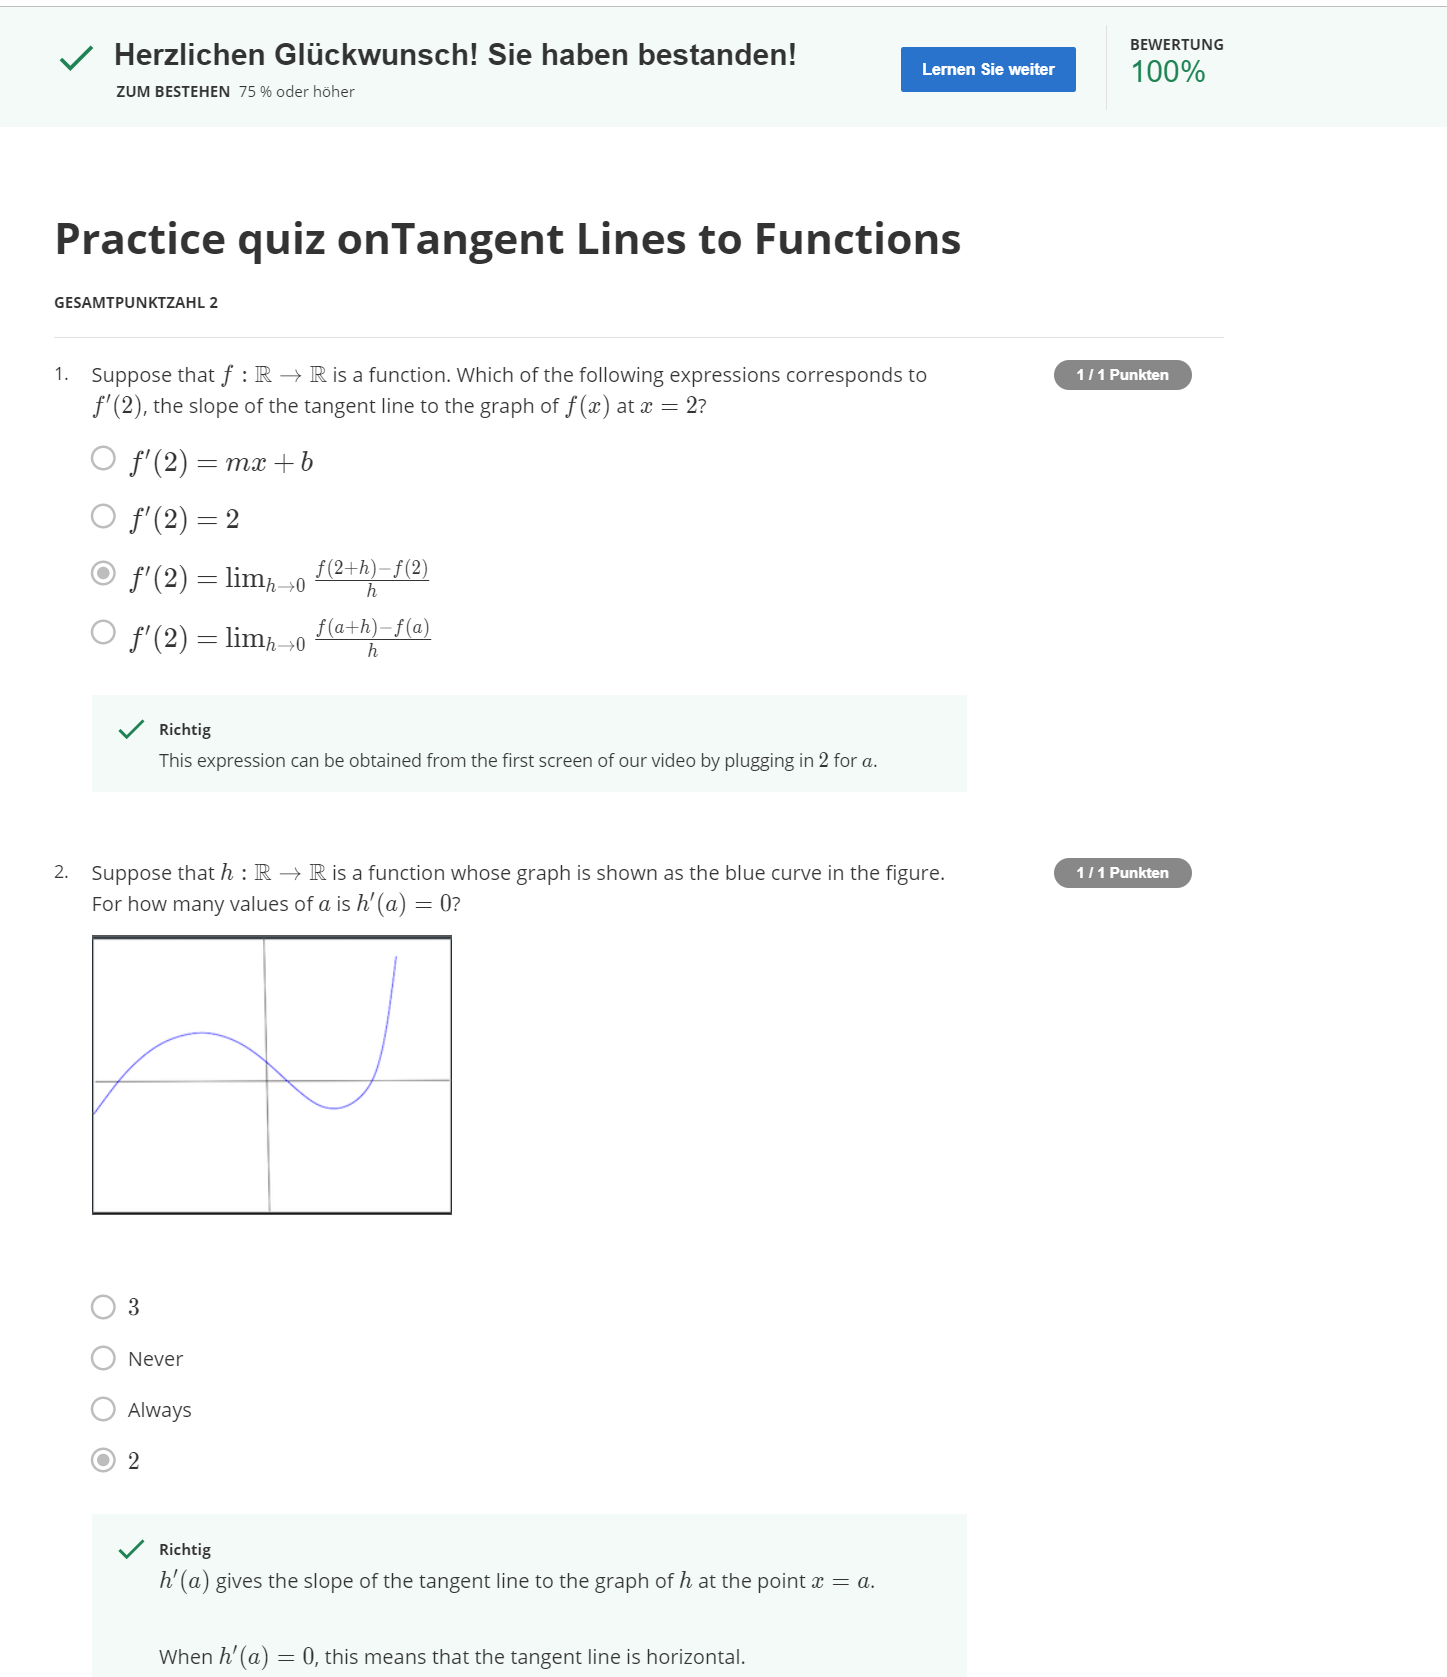 Herzlichen Glückwunsch! Sie haben bestanden!
ZUM BESTEHEN 75 % oder höher
Lernen Sie weiter
BEWERTUNG
100%
Practice quiz onTangent Lines to Functions
GESAMTPUNKTZAHL 2
1. Suppose that f : ℝ → ℝ is a function. Which of the following expressions corresponds to
f′(2), the slope of the tangent line to the graph of f(x) at x = 2?
1 / 1 Punkten
f′(2) = mx + b
f′(2) = 2
f′(2) = lim_{h→0} \frac{f(2+h)−f(2)}{h}
f′(2) = lim_{h→0} \frac{f(a+h)−f(a)}{h}
Richtig
This expression can be obtained from the first screen of our video by plugging in 2 for a.
2. Suppose that h : ℝ → ℝ is a function whose graph is shown as the blue curve in the figure.
For how many values of a is h′(a) = 0?
1 / 1 Punkten
3
Never
Always
2
Richtig
h′(a) gives the slope of the tangent line to the graph of h at the point x = a.
When h′(a) = 0, this means that the tangent line is horizontal.